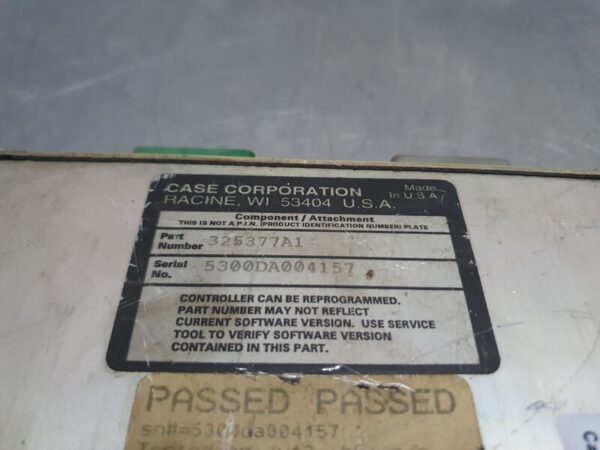 CASE CORPORATION
RACINE, WI 53404 U.S.A.
Made
In U.S.A.
Component / Attachment
THIS IS NOT A P.I.N. (PRODUCT IDENTIFICATION NUMBER) PLATE
Part
Number 325377A1
Serial
No. 5300DA004157
CONTROLLER CAN BE REPROGRAMMED.
PART NUMBER MAY NOT REFLECT
CURRENT SOFTWARE VERSION. USE SERVICE
TOOL TO VERIFY SOFTWARE VERSION
CONTAINED IN THIS PART.
PASSED PASSED
sn#=5300da004157